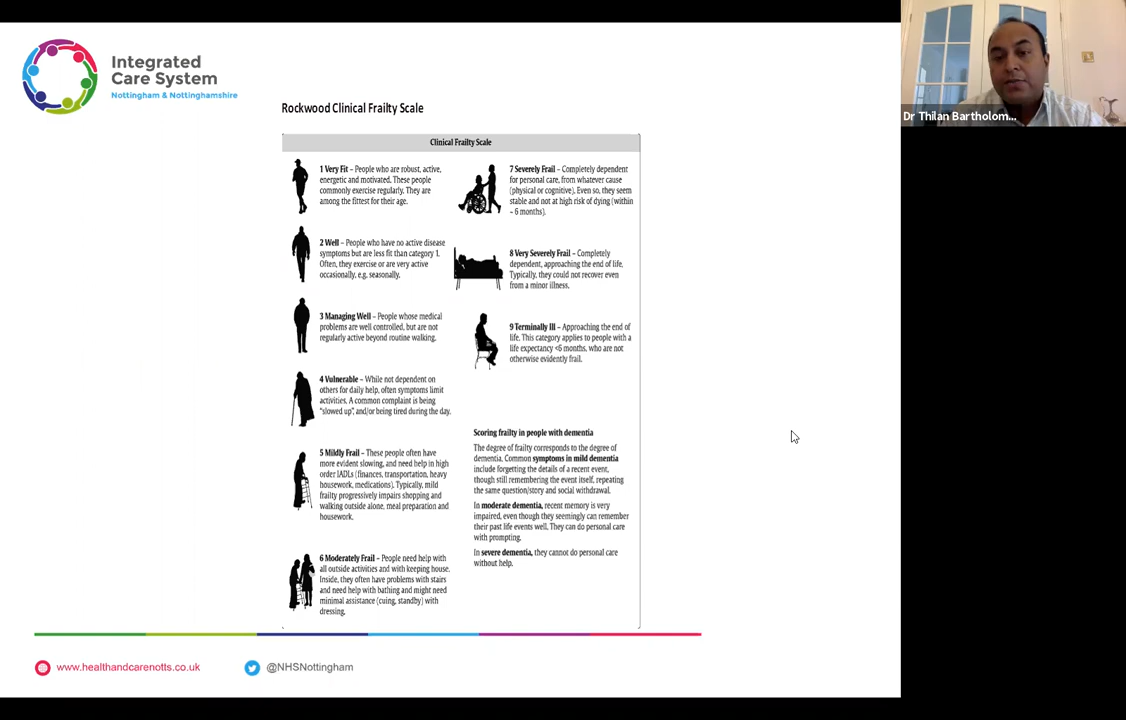 Integrated
Care System
Nottingham & Nottinghamshire
Dr Thilan Bartholom...
Rockwood Clinical Frailty Scale
Clinical Frailty Scale
1 Very Fit – People who are robust, active,
energetic and motivated. These people
commonly exercise regularly. They are
among the fittest for their age.
2 Well – People who have no active disease
symptoms but are less fit than category 1.
Often, they exercise or are very active
occasionally, e.g. seasonally.
3 Managing Well – People whose medical
problems are well controlled, but are not
regularly active beyond routine walking.
4 Vulnerable – While not dependent on
others for daily help, often symptoms limit
activities. A common complaint is being
"slowed up", and/or being tired during the day.
5 Mildly Frail – These people often have
more evident slowing, and need help in high
order IADLs (finances, transportation, heavy
housework, medications). Typically, mild
frailty progressively impairs shopping and
walking outside alone, meal preparation and
housework.
6 Moderately Frail – People need help with
all outside activities and with keeping house.
Inside, they often have problems with stairs
and need help with bathing and might need
minimal assistance (cuing, standby) with
dressing.
7 Severely Frail – Completely dependent
for personal care, from whatever cause
(physical or cognitive). Even so, they seem
stable and not at high risk of dying (within
~ 6 months).
8 Very Severely Frail – Completely
dependent, approaching the end of life.
Typically, they could not recover even
from a minor illness.
9 Terminally Ill – Approaching the end of
life. This category applies to people with a
life expectancy <6 months, who are not
otherwise evidently frail.
Scoring frailty in people with dementia
The degree of frailty corresponds to the degree of
dementia. Common symptoms in mild dementia
include forgetting the details of a recent event,
though still remembering the event itself, repeating
the same question/story and social withdrawal.
In moderate dementia, recent memory is very
impaired, even though they seemingly can remember
their past life events well. They can do personal care
with prompting.
In severe dementia, they cannot do personal care
without help.
www.healthandcarenotts.co.uk
@NHSNottingham